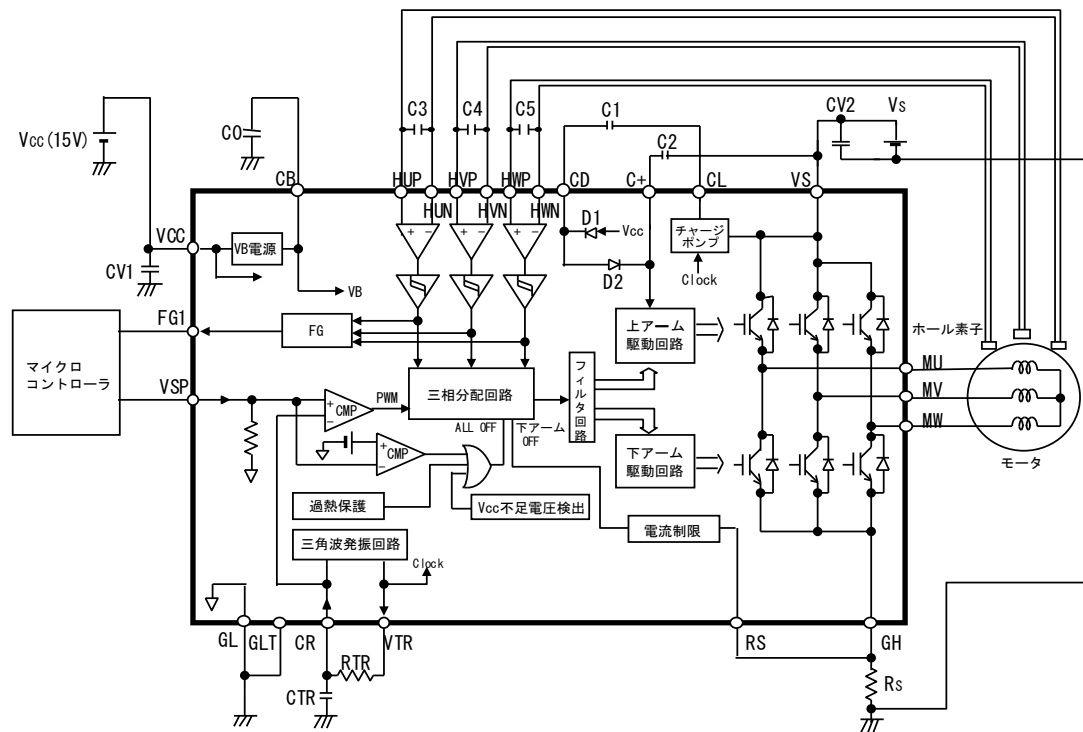 C3
C4
C5
C1
C2
CV2
Vs
Vcc(15V)
C0
CB
HUP
HVP
HWP
CD
C+
CL
VS
HUN
HVN
HWN
VCC
VB電源
CV1
VB
+
−
+
−
+
−
D1
Vcc
D2
チャージ
ポンプ
Clock
FG1
FG
マイクロ
コントローラ
VSP
上アーム
駆動回路
ホール素子
MU
MV
MW
モータ
+
−
CMP
PWM
三相分配回路
フィルタ回路
ALL OFF
下アーム
OFF
下アーム
駆動回路
+
−
CMP
過熱保護
Vcc不足電圧検出
電流制限
三角波発振回路
Clock
GL
GLT
CR
VTR
RS
GH
RTR
CTR
Rs